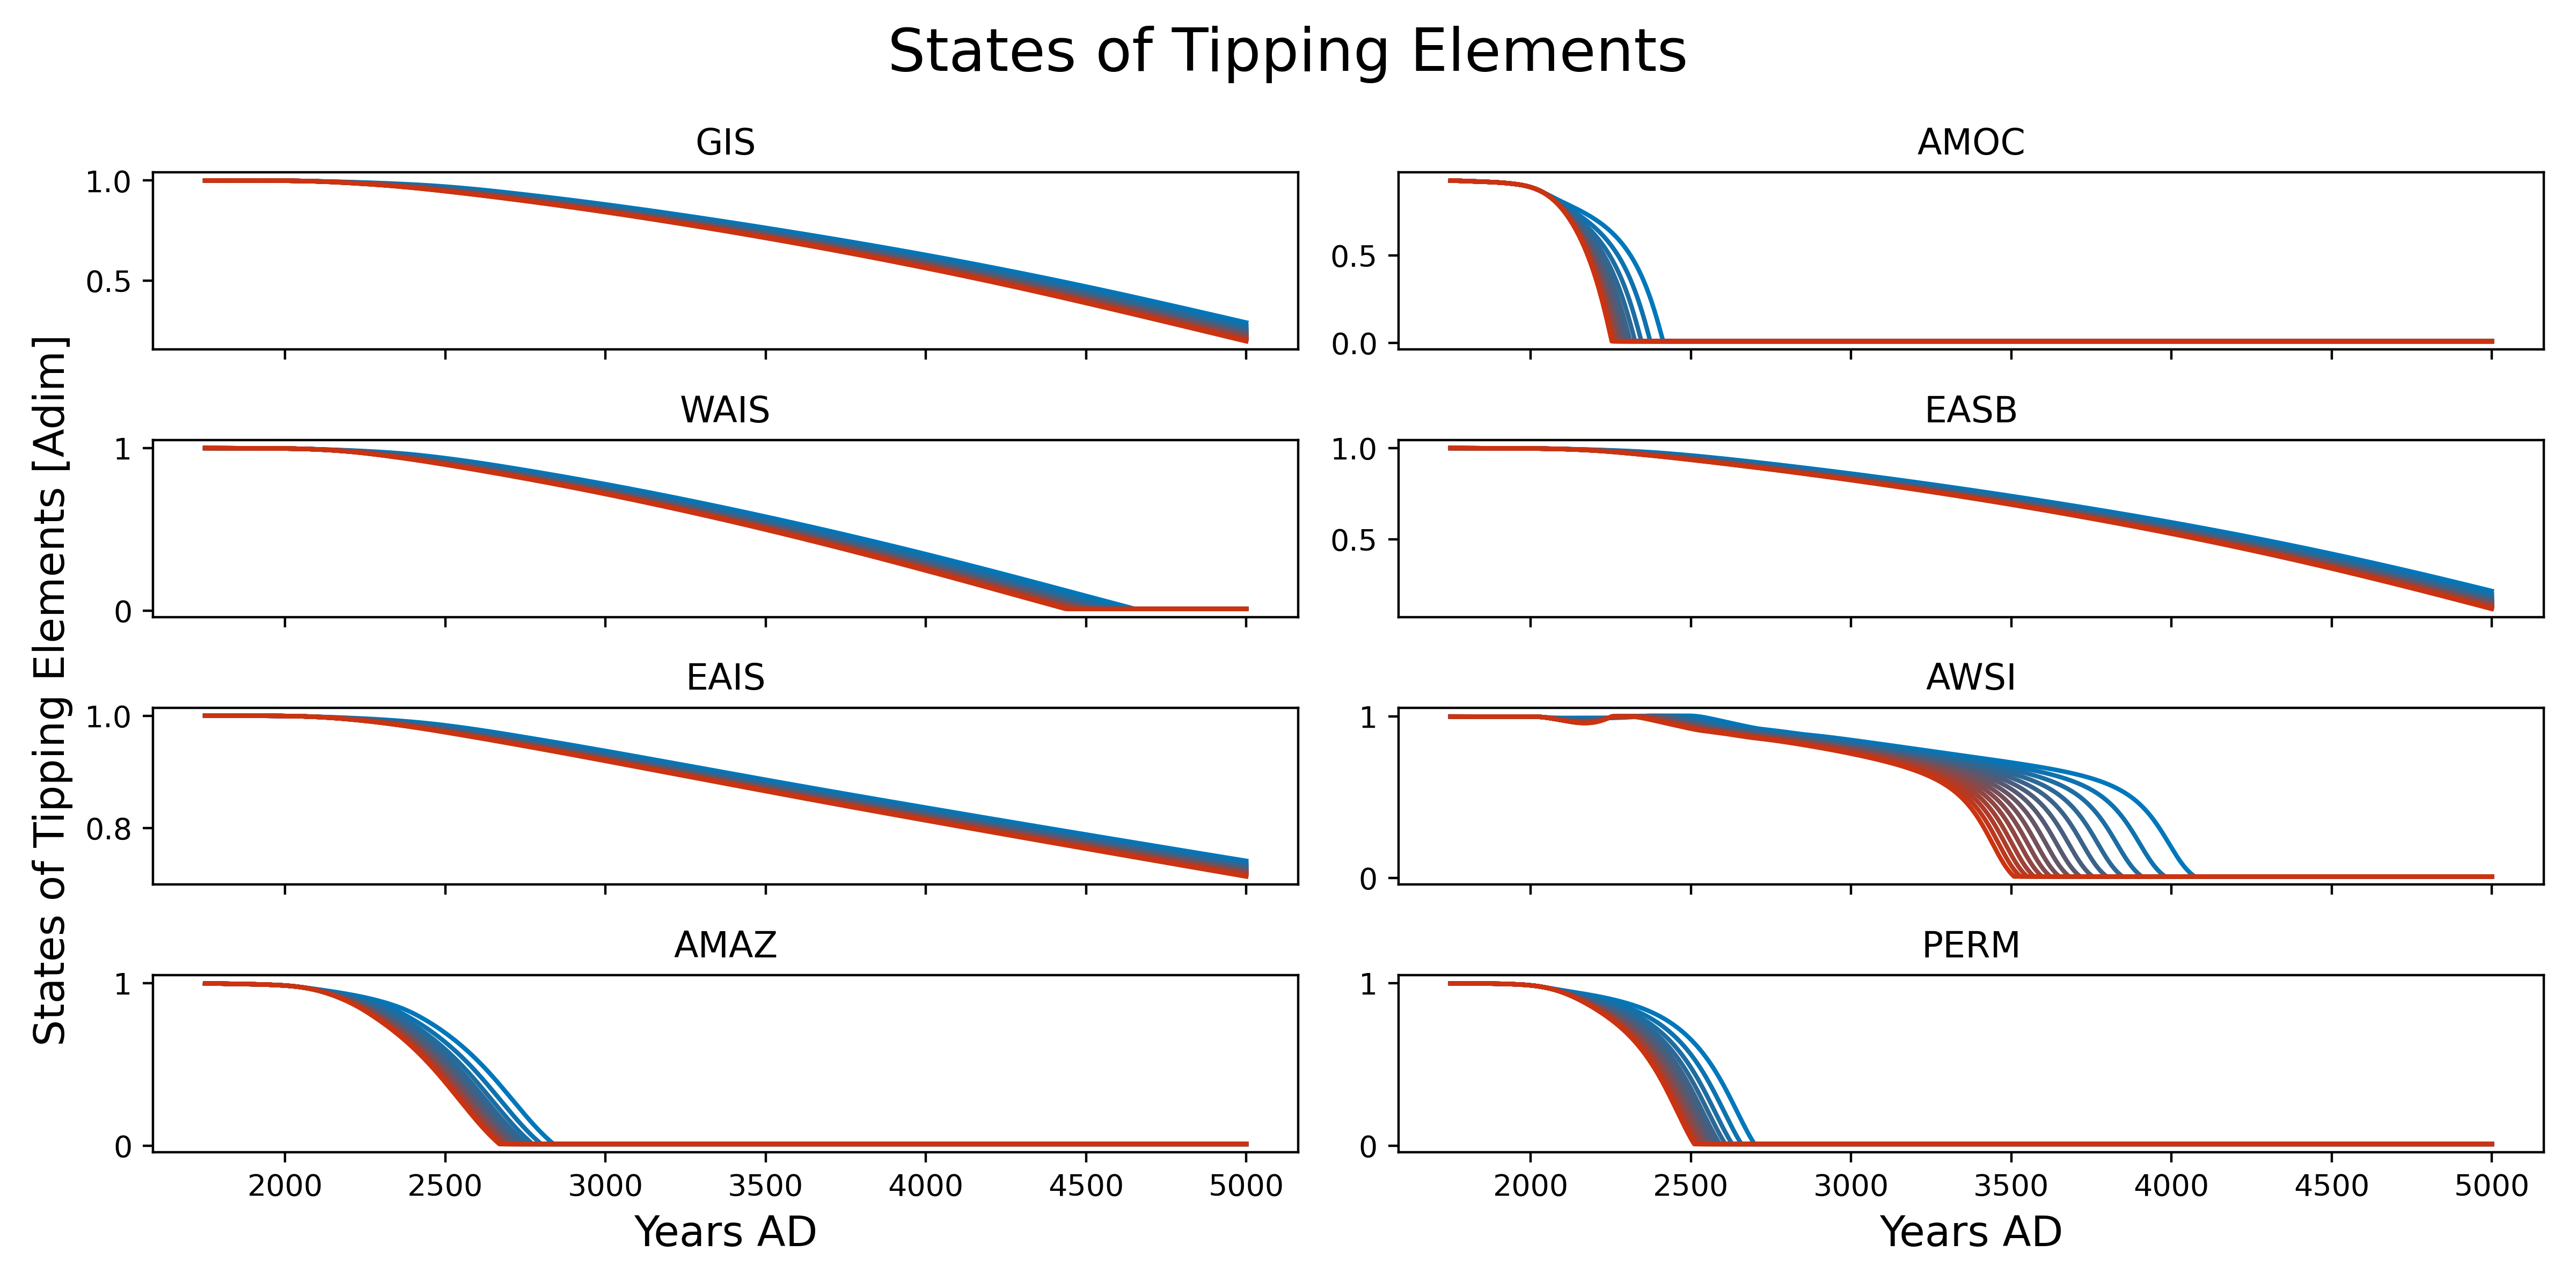 States of Tipping Elements
GIS
AMOC
1.0
0.5
0.5
0.0
WAIS
EASB
1
0
1.0
0.5
EAIS
AWSI
1.0
0.8
1
0
AMAZ
PERM
1
0
1
0
2000 2500 3000 3500 4000 4500 5000
2000 2500 3000 3500 4000 4500 5000
Years AD
Years AD
States of Tipping Elements [Adim]